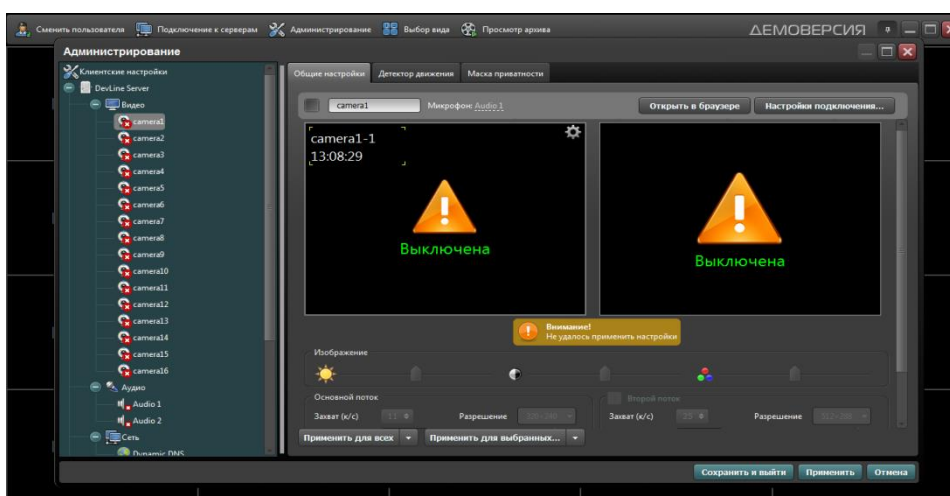 Сменить пользователя Подключение к серверам Администрирование Выбор вида Просмотр архива ДЕМОВЕРСИЯ
Администрирование
Клиентские настройки
DevLine Server
Видео
camera1
camera2
camera3
camera4
camera5
camera6
camera7
camera8
camera9
camera10
camera11
camera12
camera13
camera14
camera15
camera16
Аудио
Audio 1
Audio 2
Сеть
Dynamic DNS
Общие настройки Детектор движения Маска приватности
camera1 Микрофон: Audio 1 Открыть в браузере Настройки подключения...
camera1-1
13:08:29
Выключена
Выключена
Внимание!
Не удалось применить настройки
Изображение
Основной поток Второй поток
Захват (к/с) Разрешение Захват (к/с) 25 Разрешение
Применить для всех Применить для выбранных...
Сохранить и выйти Применить Отмена